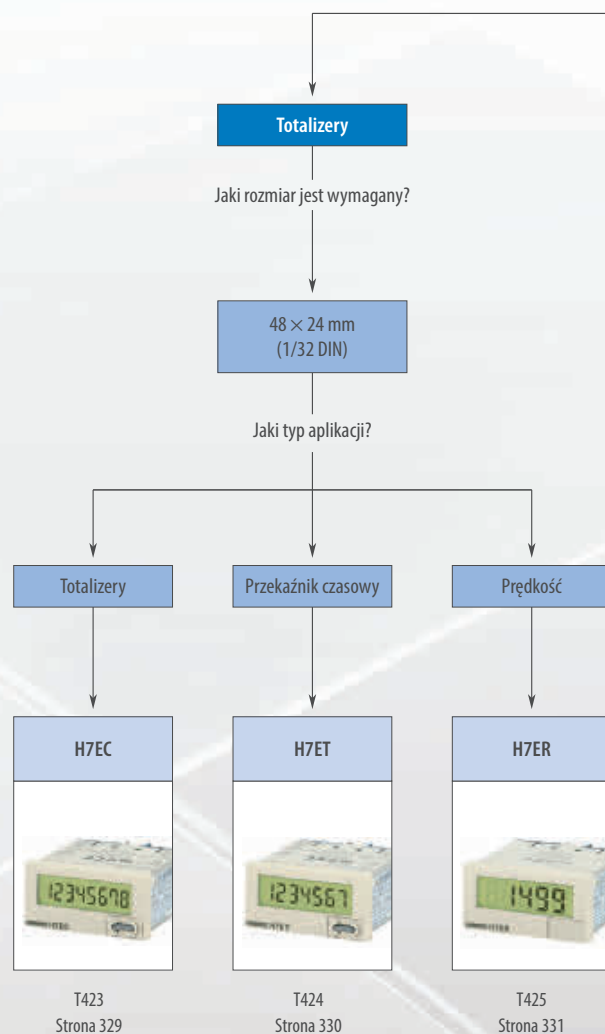 Totalizery
Jaki rozmiar jest wymagany?
48 × 24 mm
(1/32 DIN)
Jaki typ aplikacji?
Totalizery
Przekaźnik czasowy
Prędkość
H7EC
H7ET
H7ER
12345678
1234567
1499
T423
Strona 329
T424
Strona 330
T425
Strona 331